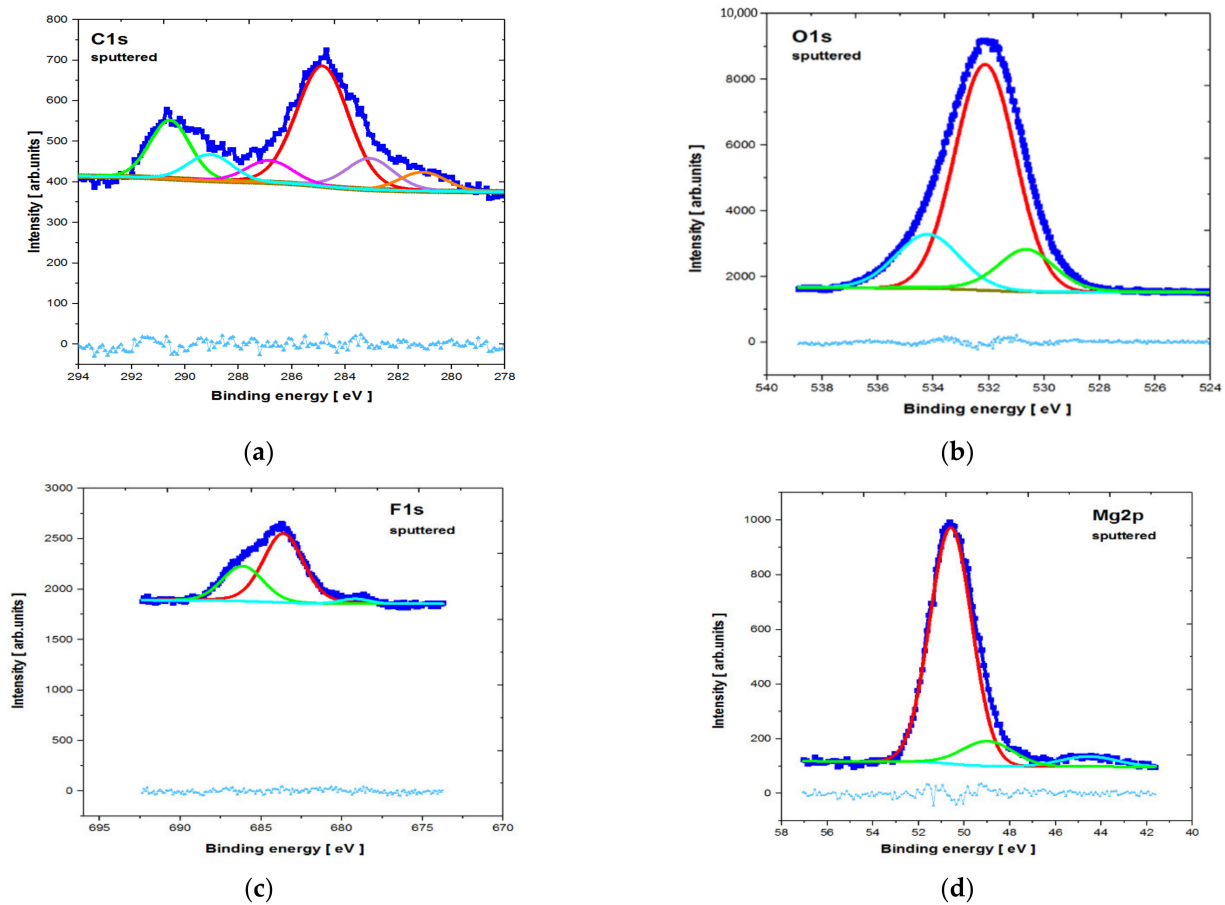 C1s
sputtered
800
700
600
500
400
300
200
100
0
Intensity [ arb.units ]
294 292 290 288 286 284 282 280 278
Binding energy [ eV ]
(a)
O1s
sputtered
10,000
8000
6000
4000
2000
0
Intensity [ arb.units ]
540 538 536 534 532 530 528 526 524
Binding energy [ eV ]
(b)
F1s
sputtered
3000
2500
2000
1750
1500
1250
1000
750
500
250
0
Intensity [ arb.units ]
695 690 685 680 675 670
Binding energy [ eV ]
(c)
Mg2p
sputtered
1000
800
600
400
200
100
0
Intensity [ arb.units ]
58 56 54 52 50 48 46 44 42 40
Binding energy [ eV ]
(d)